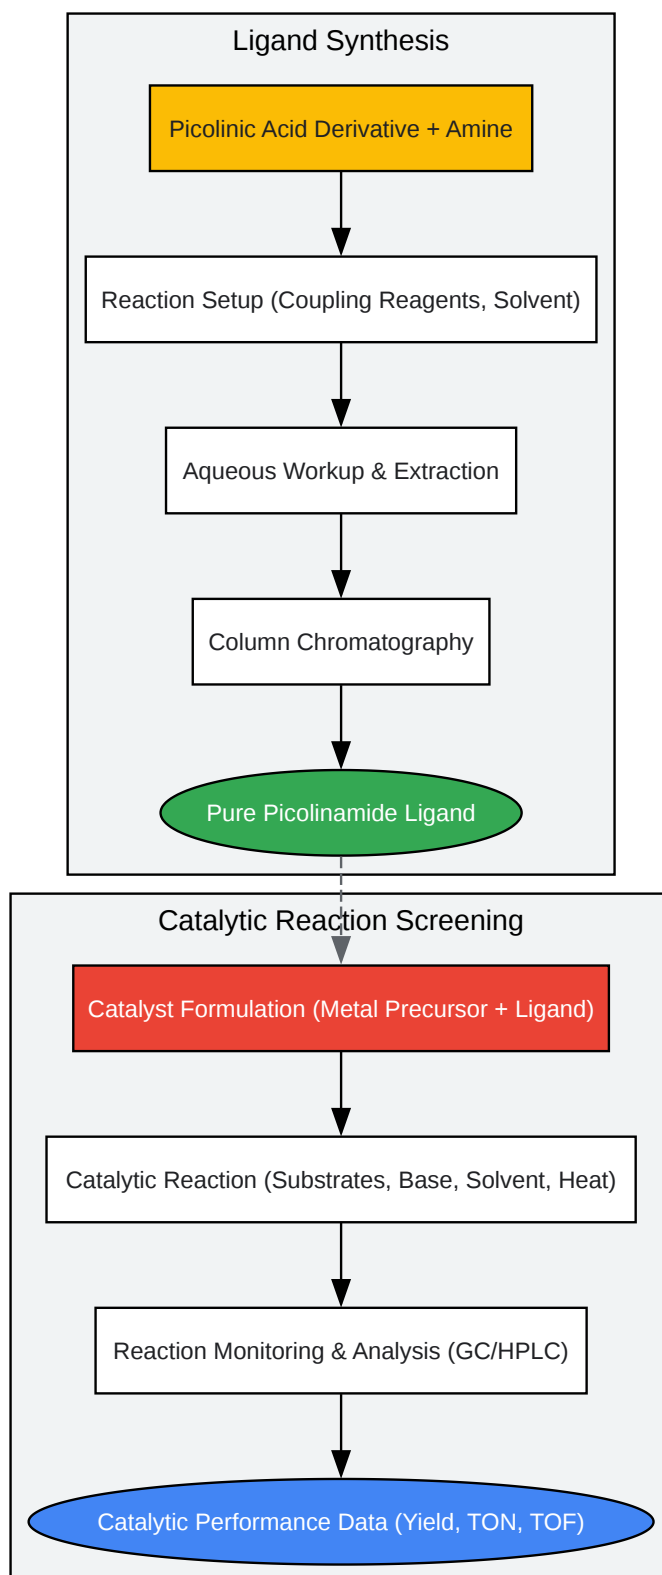 Ligand Synthesis
Picolinic Acid Derivative + Amine
Reaction Setup (Coupling Reagents, Solvent)
Aqueous Workup & Extraction
Column Chromatography
Pure Picolinamide Ligand
Catalytic Reaction Screening
Catalyst Formulation (Metal Precursor + Ligand)
Catalytic Reaction (Substrates, Base, Solvent, Heat)
Reaction Monitoring & Analysis (GC/HPLC)
Catalytic Performance Data (Yield, TON, TOF)